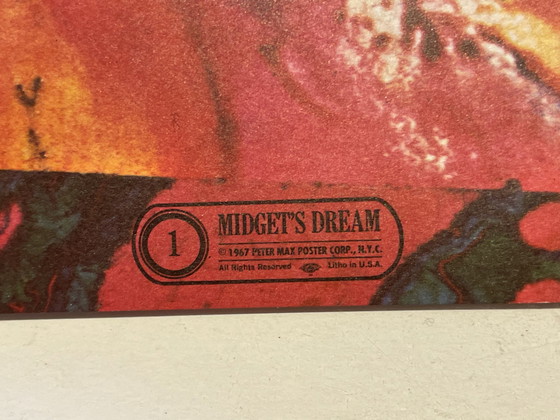 1
MIDGET'S DREAM
© 1967 PETER MAX POSTER CORP., N.Y.C.
All Rights Reserved Litho in U.S.A.